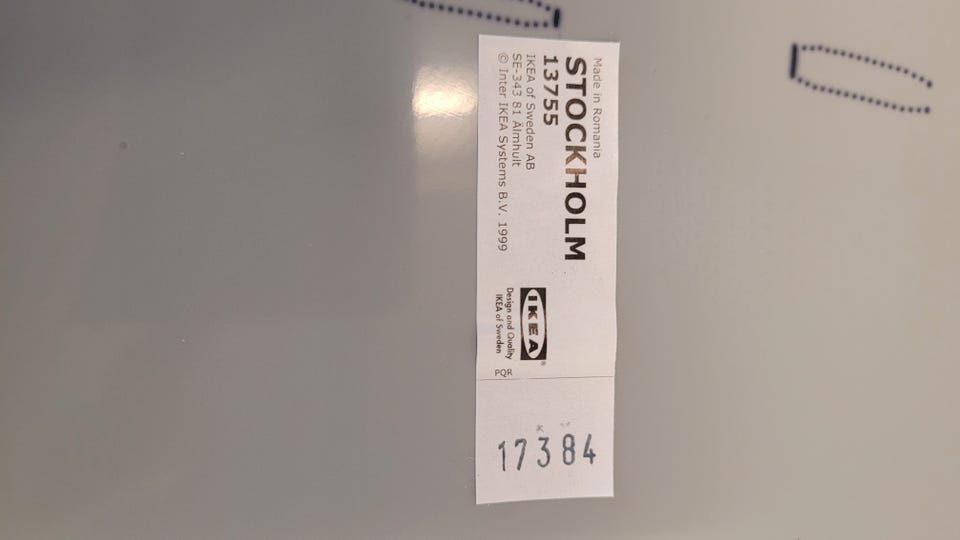 Made in Romania
STOCKHOLM
13755
IKEA of Sweden AB
SE-343 81 Älmhult
© Inter IKEA Systems B.V. 1999
IKEA®
Design and Quality
IKEA of Sweden
PQR
17384